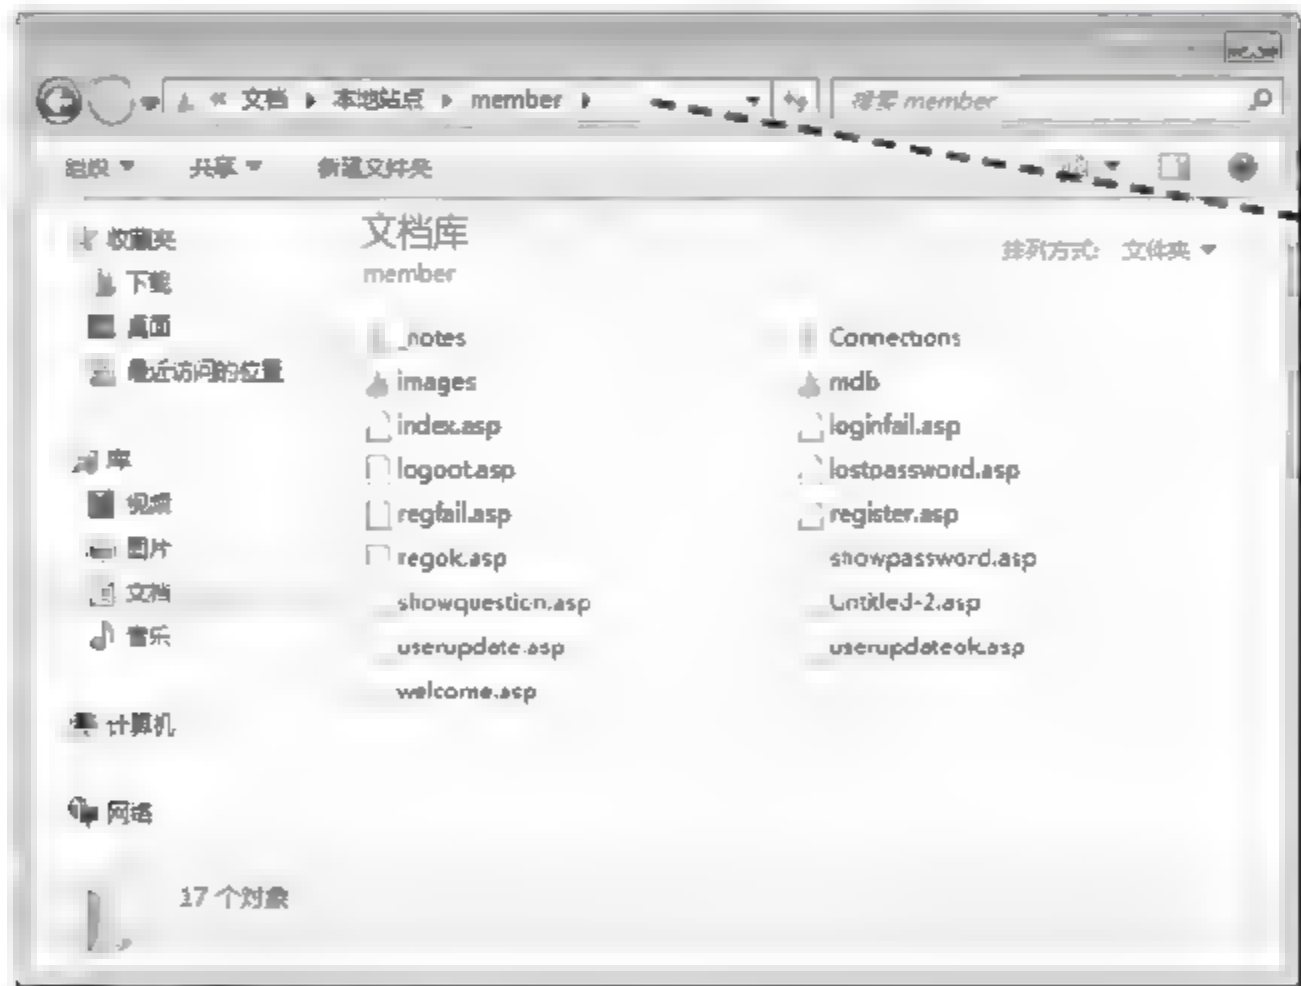 « 文档 ▸ 本地站点 ▸ member ▸
搜索 member
组织 共享 新建文件夹
收藏夹
下载
桌面
最近访问的位置
库
视频
图片
文档
音乐
计算机
网络
文档库
member
排列方式: 文件夹
_notes Connections
images mdb
index.asp loginfail.asp
logoot.asp lostpassword.asp
regfail.asp register.asp
regok.asp showpassword.asp
showquestion.asp Untitled-2.asp
userupdate.asp userupdateok.asp
welcome.asp
17 个对象